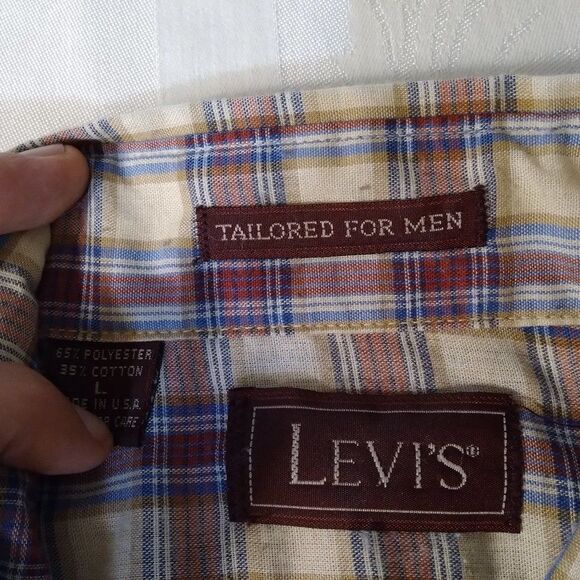 TAILORED FOR MEN
65% POLYESTER
35% COTTON
L
IN U.S.A.
CARE
LEVI'S®